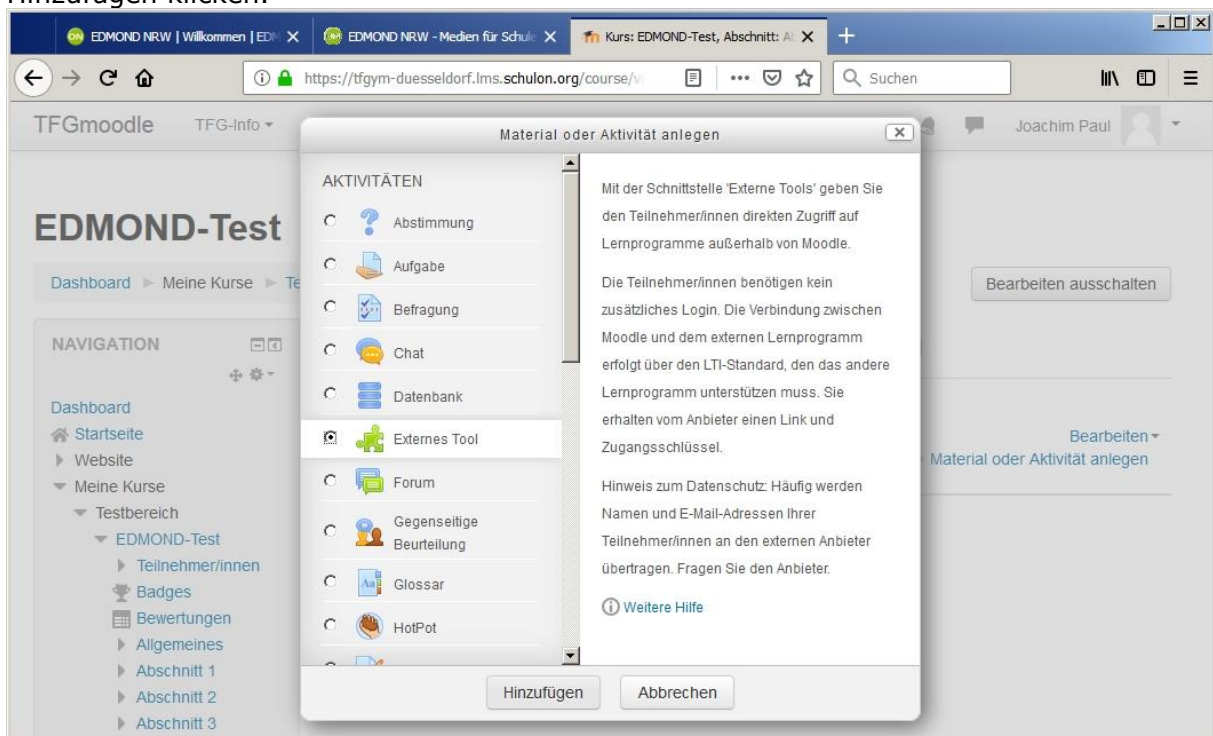 Hinzufügen klicken.
EDMOND NRW | Willkommen | EDM
EDMOND NRW - Medien für Schule
Kurs: EDMOND-Test, Abschnitt: A
https://tfgym-duesseldorf.lms.schulon.org/course/v
Suchen
TFGmoodle
TFG-Info
Joachim Paul
Material oder Aktivität anlegen
EDMOND-Test
Dashboard
Meine Kurse
Te
Bearbeiten ausschalten
NAVIGATION
Dashboard
Startseite
Website
Meine Kurse
Testbereich
EDMOND-Test
Teilnehmer/innen
Badges
Bewertungen
Allgemeines
Abschnitt 1
Abschnitt 2
Abschnitt 3
AKTIVITÄTEN
Abstimmung
Aufgabe
Befragung
Chat
Datenbank
Externes Tool
Forum
Gegenseitige
Beurteilung
Glossar
HotPot
Mit der Schnittstelle 'Externe Tools' geben Sie
den Teilnehmer/innen direkten Zugriff auf
Lernprogramme außerhalb von Moodle.
Die Teilnehmer/innen benötigen kein
zusätzliches Login. Die Verbindung zwischen
Moodle und dem externen Lernprogramm
erfolgt über den LTI-Standard, den das andere
Lernprogramm unterstützen muss. Sie
erhalten vom Anbieter einen Link und
Zugangsschlüssel.
Hinweis zum Datenschutz: Häufig werden
Namen und E-Mail-Adressen Ihrer
Teilnehmer/innen an den externen Anbieter
übertragen. Fragen Sie den Anbieter.
Weitere Hilfe
Bearbeiten
Material oder Aktivität anlegen
Hinzufügen
Abbrechen